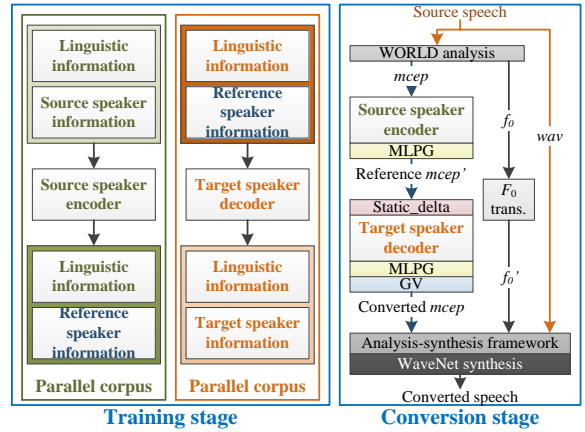 Linguistic
information
Source speaker
information
Source speaker
encoder
Linguistic
information
Reference
speaker
information
Parallel corpus
Linguistic
information
Reference
speaker
information
Target speaker
decoder
Linguistic
information
Target speaker
information
Parallel corpus
Training stage
Source speech
WORLD analysis
mcep
Source speaker
encoder
MLPG
Reference mcep’
Static_delta
Target speaker
decoder
MLPG
GV
Converted mcep
f₀
F₀
trans.
f₀’
wav
Analysis-synthesis framework
WaveNet synthesis
Converted speech
Conversion stage